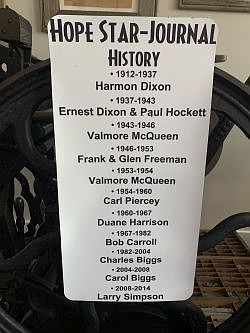 Hope Star-Journal
History
• 1912-1937
Harmon Dixon
• 1937-1943
Ernest Dixon & Paul Hockett
• 1943-1946
Valmore McQueen
• 1946-1953
Frank & Glen Freeman
• 1953-1954
Valmore McQueen
• 1954-1960
Carl Piercey
• 1960-1967
Duane Harrison
• 1967-1982
Bob Carroll
• 1982-2004
Charles Biggs
• 2004-2008
Carol Biggs
• 2008-2014
Larry Simpson